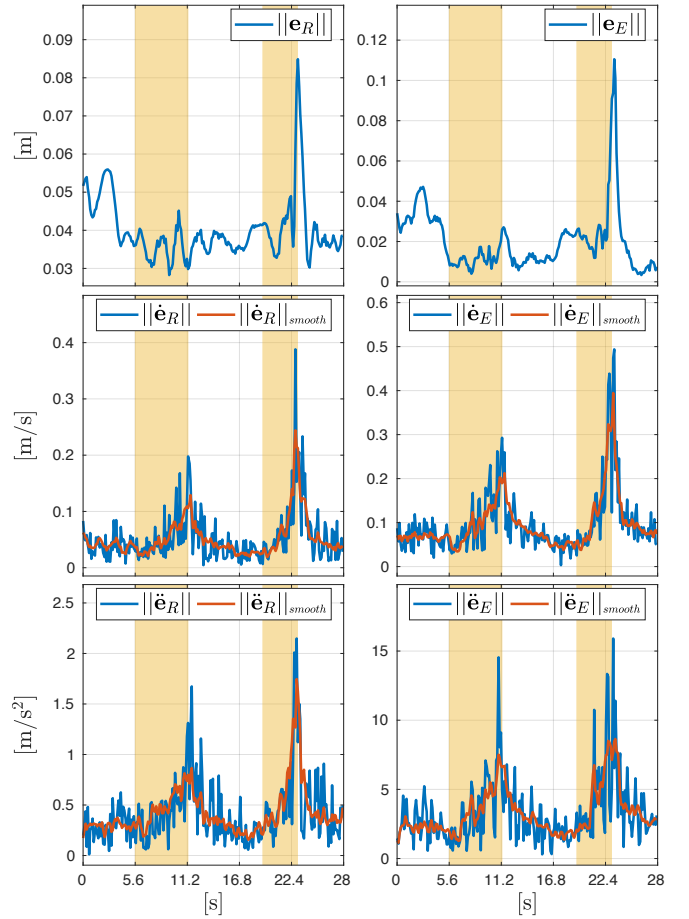 ||e_R||
0.09
0.08
0.07
0.06
0.05
0.04
0.03
[m]
||e_E||
0.12
0.1
0.08
0.06
0.04
0.02
0
||ė_R|| ||ė_R||_smooth
0.4
0.3
0.2
0.1
0
[m/s]
||ė_E|| ||ė_E||_smooth
0.6
0.5
0.4
0.3
0.2
0.1
0
||ë_R|| ||ë_R||_smooth
2.5
2
1.5
1
0.5
0
[m/s²]
0 5.6 11.2 16.8 22.4 28
[s]
||ë_E|| ||ë_E||_smooth
15
10
5
0
0 5.6 11.2 16.8 22.4 28
[s]